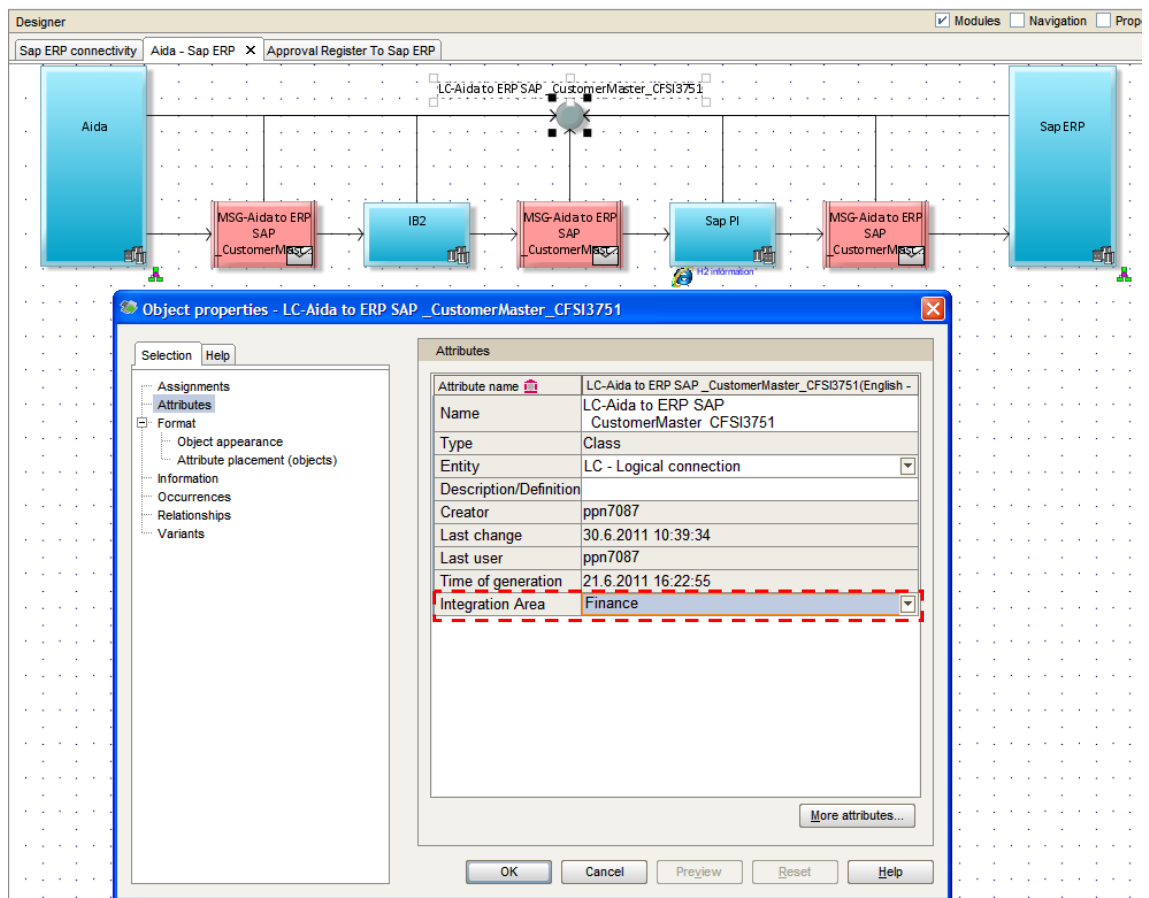 Designer
Modules
Navigation
Prop
Sap ERP connectivity
Aida - Sap ERP X
Approval Register To Sap ERP
LC-Aida to ERP SAP _CustomerMaster_CFSI3751
Aida
Sap ERP
MSG-Aida to ERP
SAP
_CustomerMast...
IB2
MSG-Aida to ERP
SAP
_CustomerMast...
Sap PI
MSG-Aida to ERP
SAP
_CustomerMast...
H2 information
Object properties - LC-Aida to ERP SAP _CustomerMaster_CFSI3751
Selection
Help
Assignments
Attributes
Format
Object appearance
Attribute placement (objects)
Information
Occurrences
Relationships
Variants
Attributes
Attribute name
LC-Aida to ERP SAP _CustomerMaster_CFSI3751(English -
Name
LC-Aida to ERP SAP
_CustomerMaster_CFSI3751
Type
Class
Entity
LC - Logical connection
Description/Definition
Creator
ppn7087
Last change
30.6.2011 10:39:34
Last user
ppn7087
Time of generation
21.6.2011 16:22:55
Integration Area
Finance
More attributes...
OK
Cancel
Preview
Reset
Help